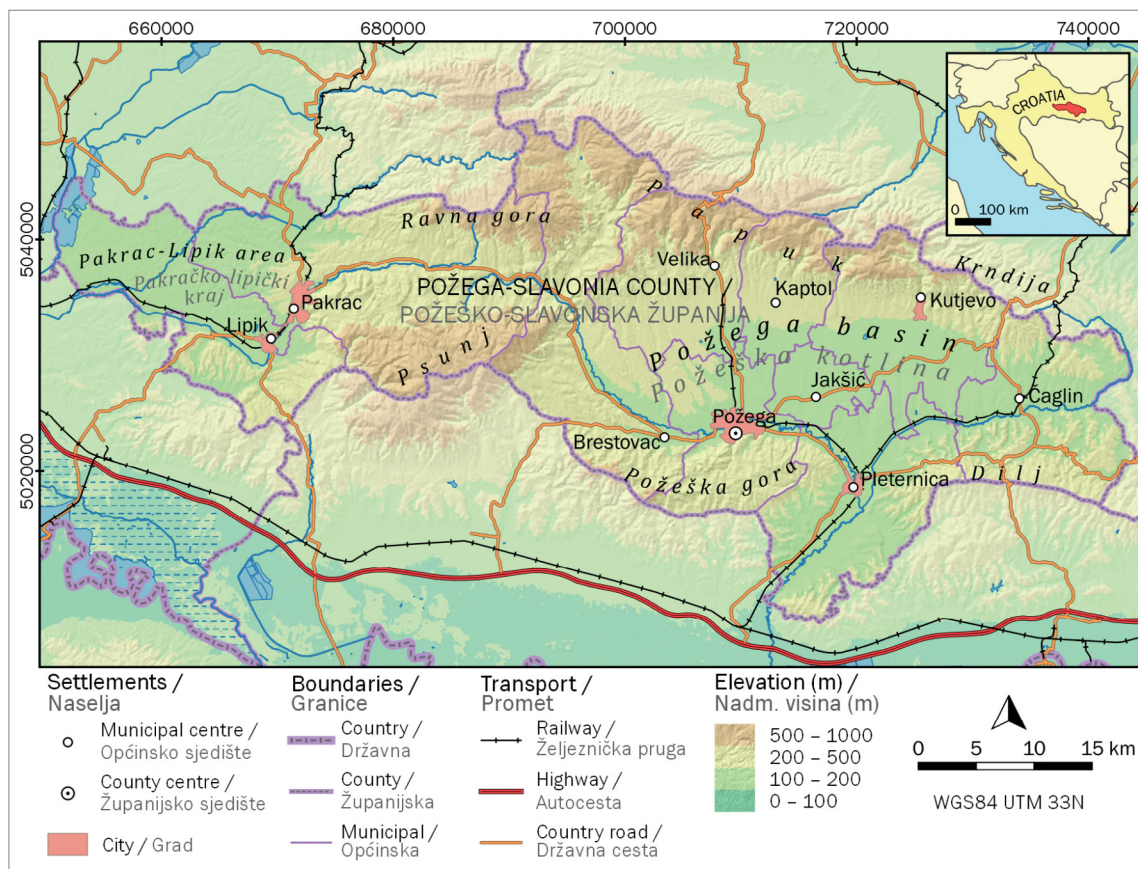 660000
680000
700000
720000
740000
5040000
5020000
CROATIA
0 100 km
Papuk
Ravna gora
Pakrac-Lipik area
Pakračko-lipički
kraj
Pakrac
Lipik
Velika
Kaptol
Krndija
Kutjevo
POŽEGA-SLAVONIA COUNTY /
POŽEŠKO-SLAVONSKA ŽUPANIJA
Psunj
Požega basin
Požeška kotlina
Jakšić
Čaglin
Požega
Brestovac
Požeška gora
Pleternica
Dilj
Settlements /
Naselja
Municipal centre /
Općinsko sjedište
County centre /
Županijsko sjedište
City / Grad
Boundaries /
Granice
Country /
Državna
County /
Županijska
Municipal /
Općinska
Transport /
Promet
Railway /
Željeznička pruga
Highway /
Autocesta
Country road /
Državna cesta
Elevation (m) /
Nadm. visina (m)
500 – 1000
200 – 500
100 – 200
0 – 100
0 5 10 15 km
WGS84 UTM 33N